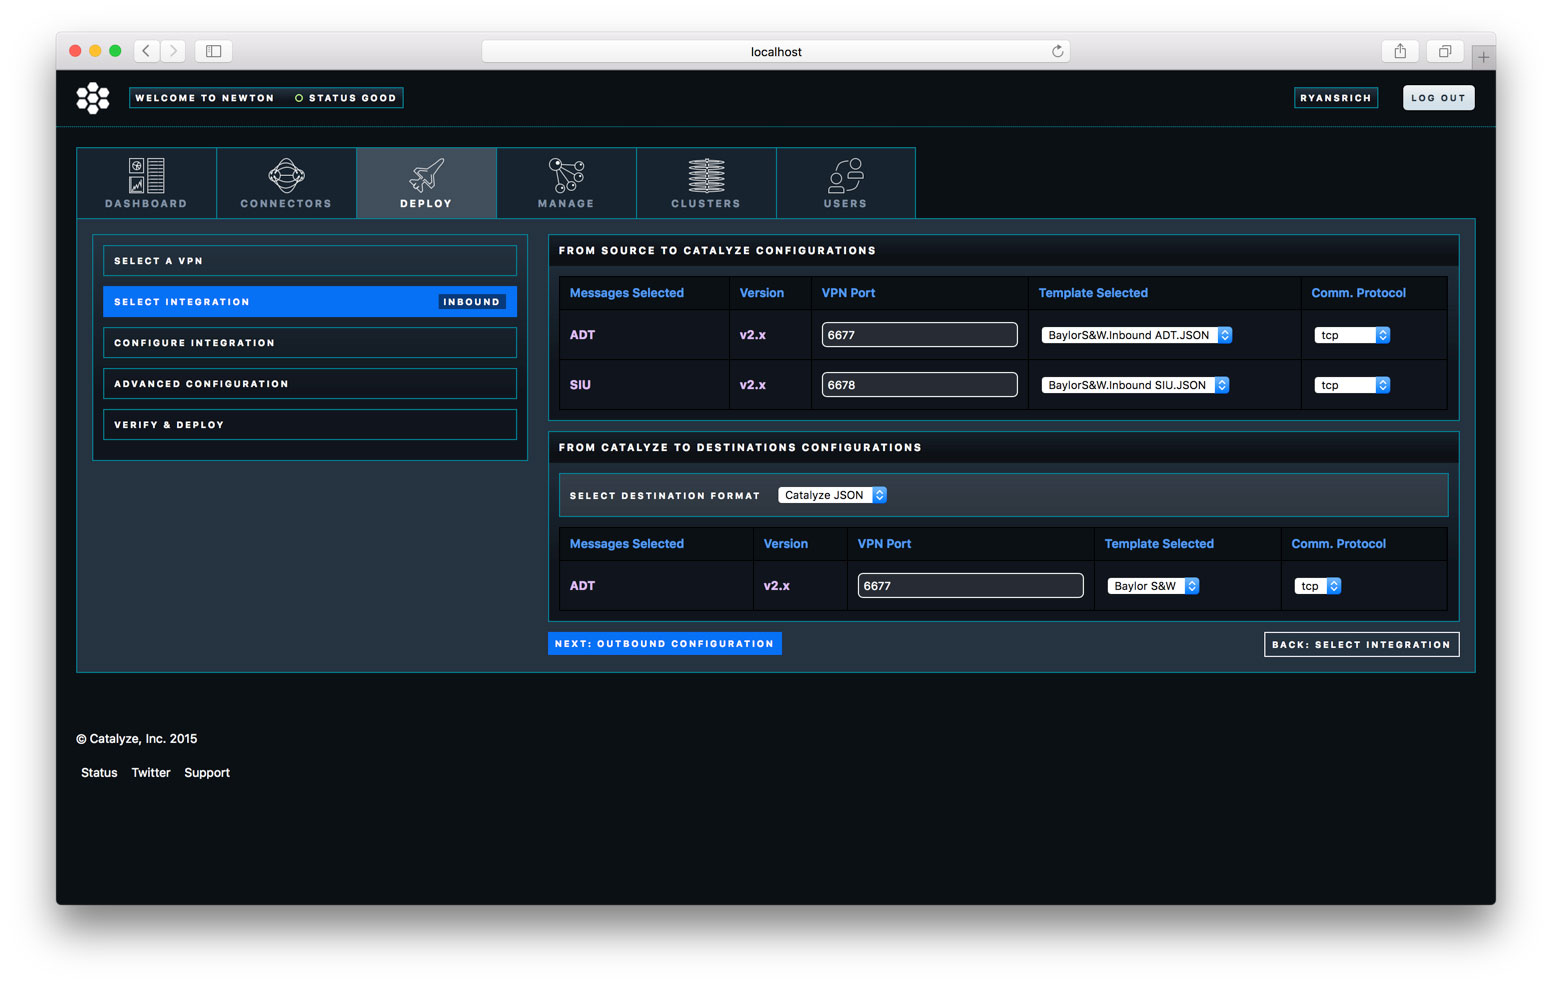 localhost
WELCOME TO NEWTON STATUS GOOD
RYANSRICH
LOG OUT
DASHBOARD
CONNECTORS
DEPLOY
MANAGE
CLUSTERS
USERS
SELECT A VPN
SELECT INTEGRATION INBOUND
CONFIGURE INTEGRATION
ADVANCED CONFIGURATION
VERIFY & DEPLOY
FROM SOURCE TO CATALYZE CONFIGURATIONS
Messages Selected Version VPN Port Template Selected Comm. Protocol
ADT v2.x 6677 BaylorS&W.Inbound ADT.JSON tcp
SIU v2.x 6678 BaylorS&W.Inbound SIU.JSON tcp
FROM CATALYZE TO DESTINATIONS CONFIGURATIONS
SELECT DESTINATION FORMAT Catalyze JSON
Messages Selected Version VPN Port Template Selected Comm. Protocol
ADT v2.x 6677 Baylor S&W tcp
NEXT: OUTBOUND CONFIGURATION
BACK: SELECT INTEGRATION
© Catalyze, Inc. 2015
Status Twitter Support